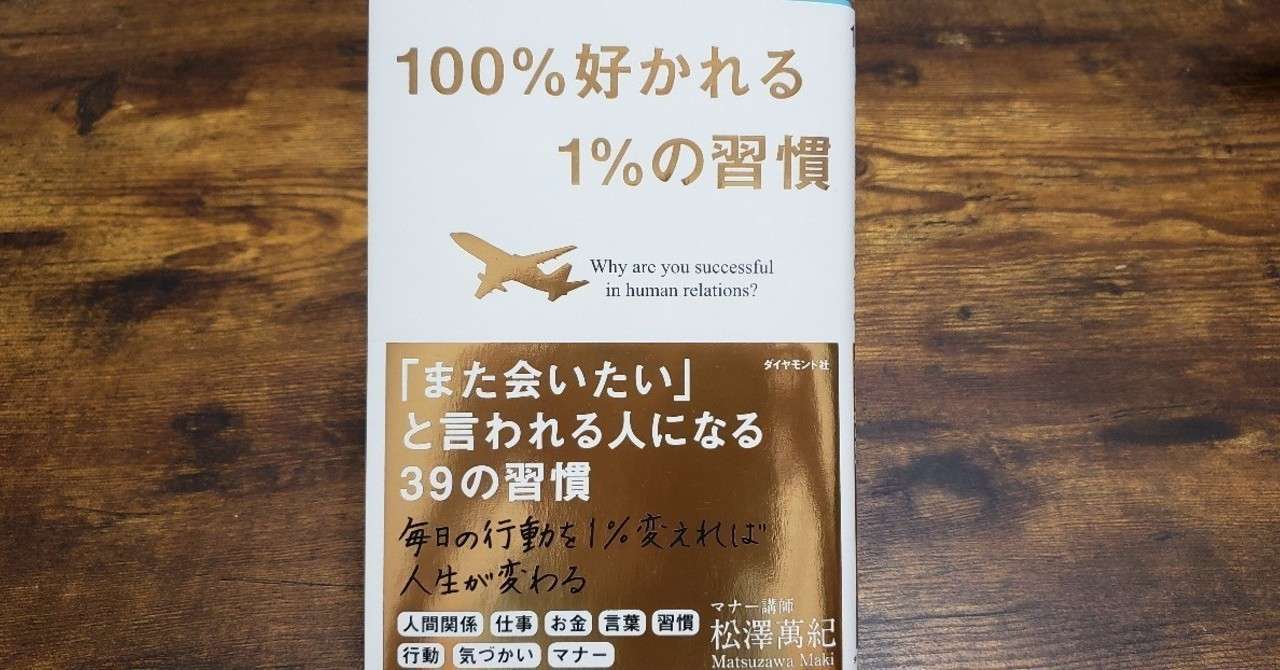 100%好かれる
1%の習慣
Why are you successful
in human relations?
ダイヤモンド社
「また会いたい」
と言われる人になる
39の習慣
毎日の行動を1%変えれば
人生が変わる
人間関係 仕事 お金 言葉 習慣
行動 気づかい マナー
マナー講師
松澤萬紀
Matsuzawa Maki